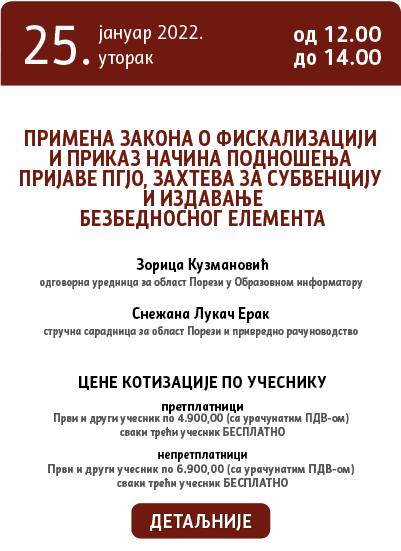 25.
јануар 2022.
уторак
од 12.00
до 14.00
ПРИМЕНА ЗАКОНА О ФИСКАЛИЗАЦИЈИ
И ПРИКАЗ НАЧИНА ПОДНОШЕЊА
ПРИЈАВЕ ПГЈО, ЗАХТЕВА ЗА СУБВЕНЦИЈУ
И ИЗДАВАЊЕ
БЕЗБЕДНОСНОГ ЕЛЕМЕНТА
Зорица Кузмановић
одговорна уредница за област Порези у Образовном информатору
Снежана Лукач Ерак
стручна сарадница за област Порези и привредно рачуноводство
ЦЕНЕ КОТИЗАЦИЈЕ ПО УЧЕСНИКУ
претплатници
Први и други учесник по 4.900,00 (са урачунатим ПДВ-ом)
сваки трећи учесник БЕСПЛАТНО
непретплатници
Први и други учесник по 6.900,00 (са урачунатим ПДВ-ом)
сваки трећи учесник БЕСПЛАТНО
ДЕТАЉНИЈЕ